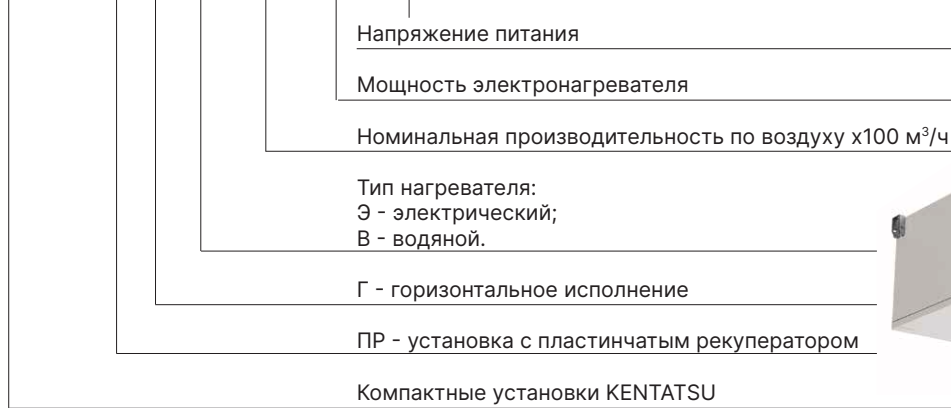 Напряжение питания
Мощность электронагревателя
Номинальная производительность по воздуху х100 м³/ч
Тип нагревателя:
Э - электрический;
В - водяной.
Г - горизонтальное исполнение
ПР - установка с пластинчатым рекуператором
Компактные установки KENTATSU